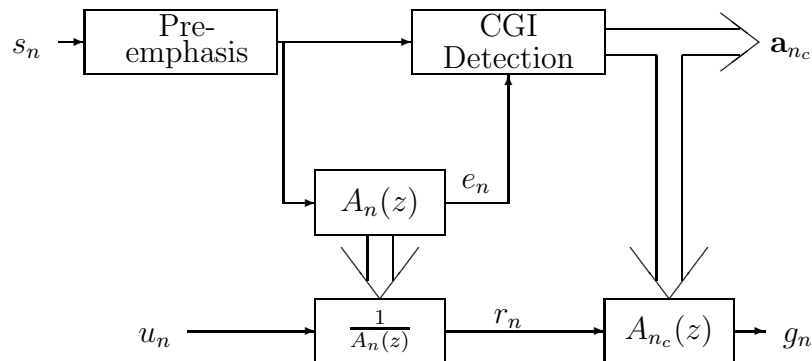 Pre-
emphasis
CGI
Detection
s_n
𝐚_{n_c}
A_n(z)
e_n
u_n
1/A_n(z)
r_n
A_{n_c}(z)
g_n